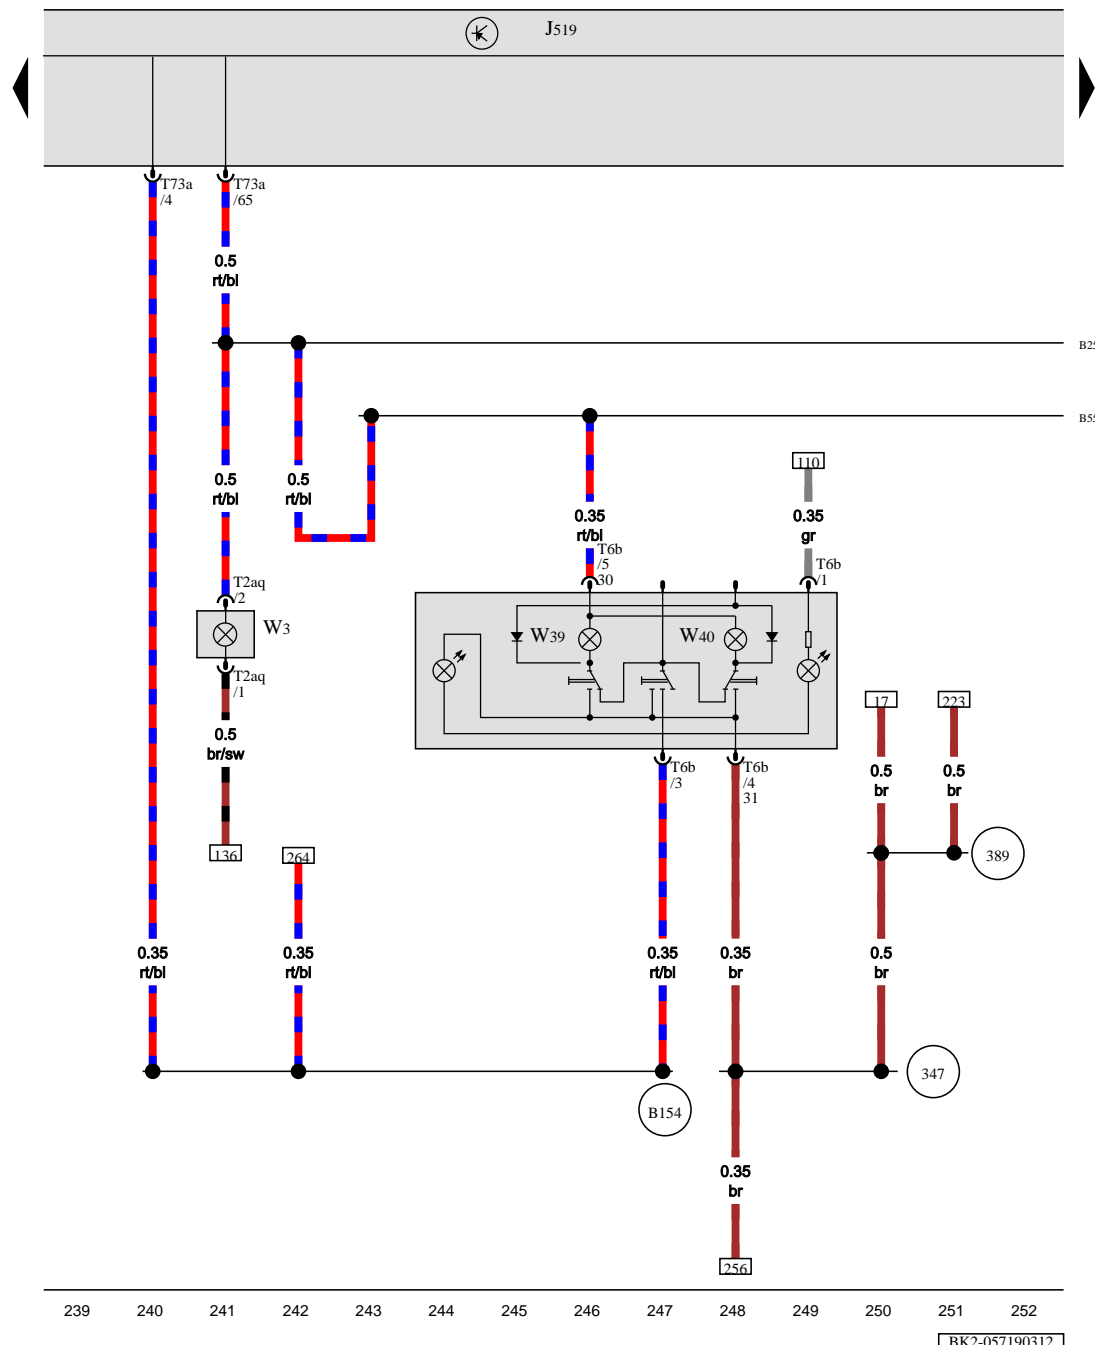 J519
T73a
/4
T73a
/65
0.5
rt/bl
B25
B55
110
0.5
rt/bl
0.5
rt/bl
0.35
rt/bl
0.35
gr
T6b
/5
30
T6b
/1
T2aq
/2
W3
W39
W40
T2aq
/1
17
223
0.5
br/sw
T6b
/3
T6b
/4
31
0.5
br
0.5
br
136
264
389
0.35
rt/bl
0.35
rt/bl
0.35
rt/bl
0.35
br
0.5
br
347
B154
0.35
br
256
239 240 241 242 243 244 245 246 247 248 249 250 251 252
BK2-057190312